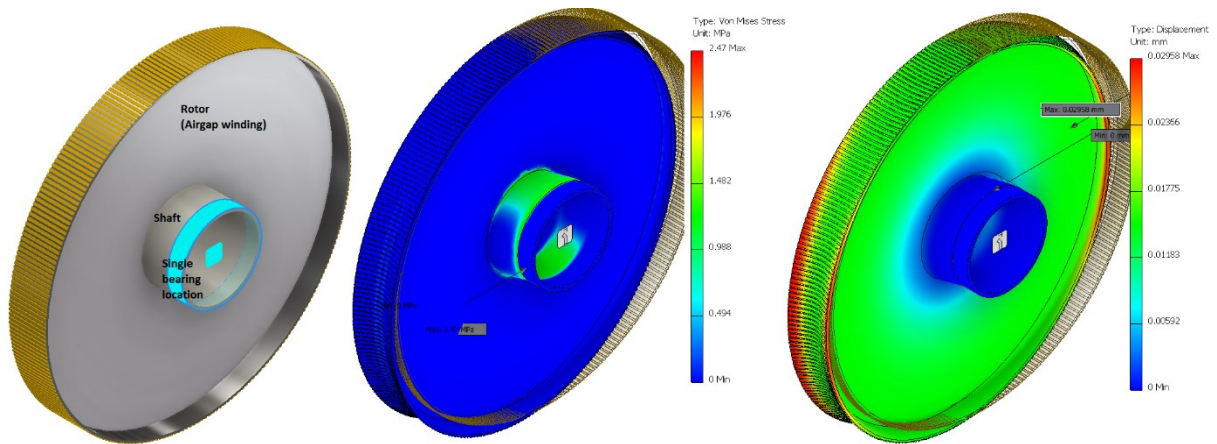 Rotor
(Airgap winding)
Shaft
Single
bearing
location
Type: Von Mises Stress
Unit: MPa
2.47 Max
1.976
1.482
0.988
0.494
0 Min
Type: Displacement
Unit: mm
0.02958 Max
0.02366
0.01775
0.01183
0.00592
0 Min
Max: 0.02958 mm
Min: 0 mm